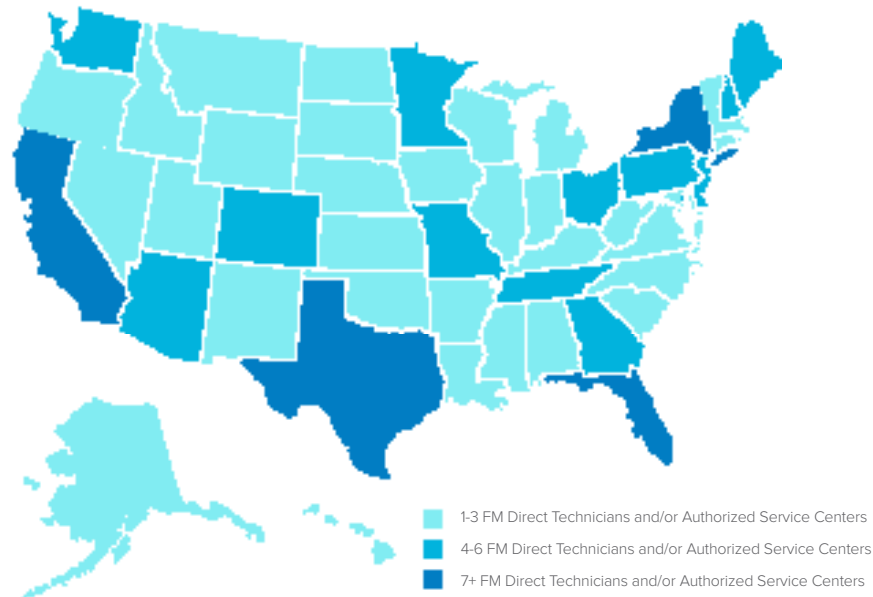 1-3 FM Direct Technicians and/or Authorized Service Centers
4-6 FM Direct Technicians and/or Authorized Service Centers
7+ FM Direct Technicians and/or Authorized Service Centers